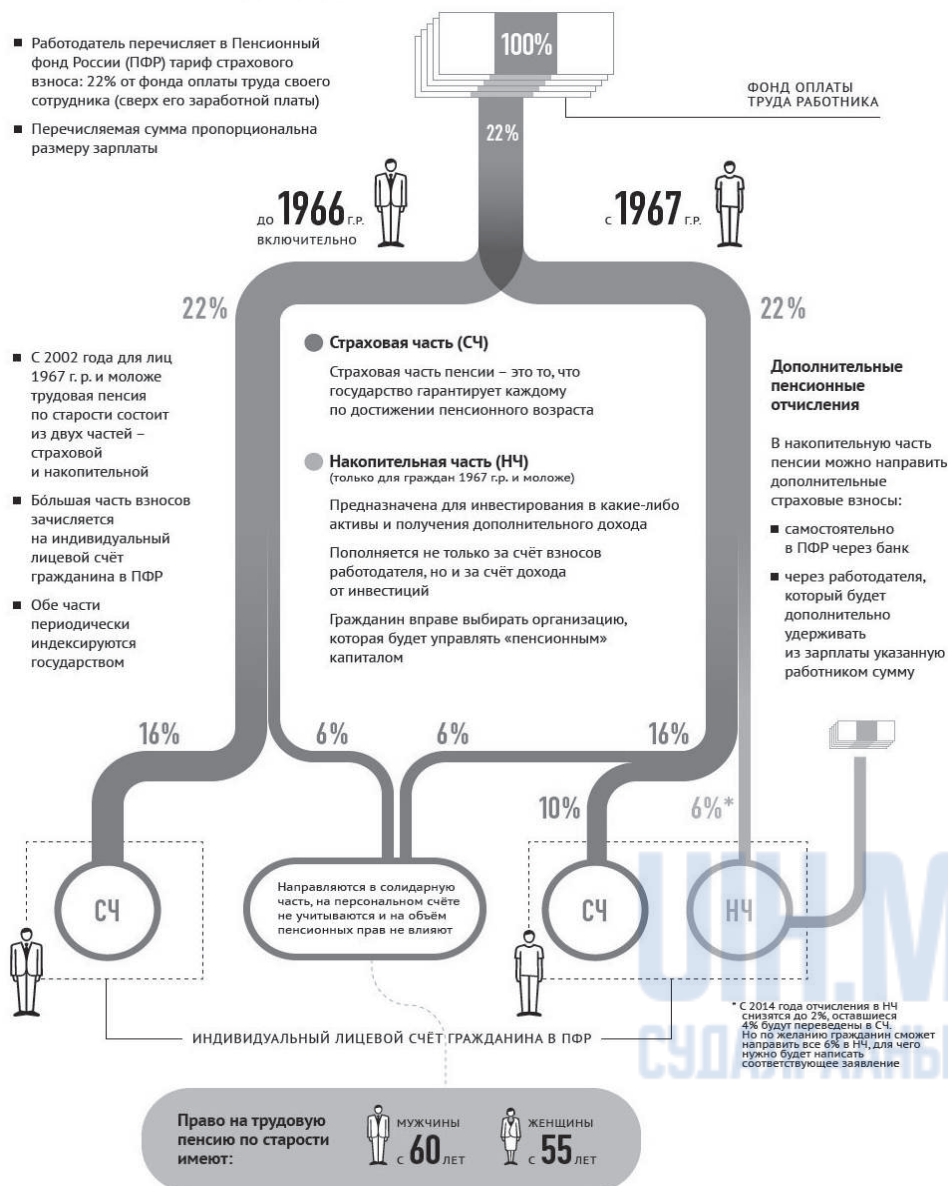 ■ Работодатель перечисляет в Пенсионный
фонд России (ПФР) тариф страхового
взноса: 22% от фонда оплаты труда своего
сотрудника (сверх его заработной платы)
■ Перечисляемая сумма пропорциональна
размеру зарплаты
100%
ФОНД ОПЛАТЫ
ТРУДА РАБОТНИКА
22%
ДО 1966 Г.Р.
ВКЛЮЧИТЕЛЬНО
С 1967 Г.Р.
22%
22%
■ С 2002 года для лиц
1967 г. р. и моложе
трудовая пенсия
по старости состоит
из двух частей –
страховой
и накопительной
■ Бо́льшая часть взносов
зачисляется
на индивидуальный
лицевой счёт
гражданина в ПФР
■ Обе части
периодически
индексируются
государством
Страховая часть (СЧ)
Страховая часть пенсии – это то, что
государство гарантирует каждому
по достижении пенсионного возраста
Накопительная часть (НЧ)
(только для граждан 1967 г.р. и моложе)
Предназначена для инвестирования в какие-либо
активы и получения дополнительного дохода
Пополняется не только за счёт взносов
работодателя, но и за счёт дохода
от инвестиций
Гражданин вправе выбирать организацию,
которая будет управлять «пенсионным»
капиталом
Дополнительные
пенсионные
отчисления
В накопительную часть
пенсии можно направить
дополнительные
страховые взносы:
■ самостоятельно
в ПФР через банк
■ через работодателя,
который будет
дополнительно
удерживать
из зарплаты указанную
работником сумму
16%
6%
6%
16%
10%
6%*
СЧ
Направляются в солидарную
часть, на персональном счёте
не учитываются и на объём
пенсионных прав не влияют
СЧ
НЧ
* С 2014 года отчисления в НЧ
снизятся до 2%, оставшиеся
4% будут переведены в СЧ.
Но по желанию гражданин сможет
направить все 6% в НЧ, для чего
нужно будет написать
соответствующее заявление
ИНДИВИДУАЛЬНЫЙ ЛИЦЕВОЙ СЧЁТ ГРАЖДАНИНА В ПФР
Право на трудовую
пенсию по старости
имеют:
МУЖЧИНЫ
С 60 ЛЕТ
ЖЕНЩИНЫ
С 55 ЛЕТ